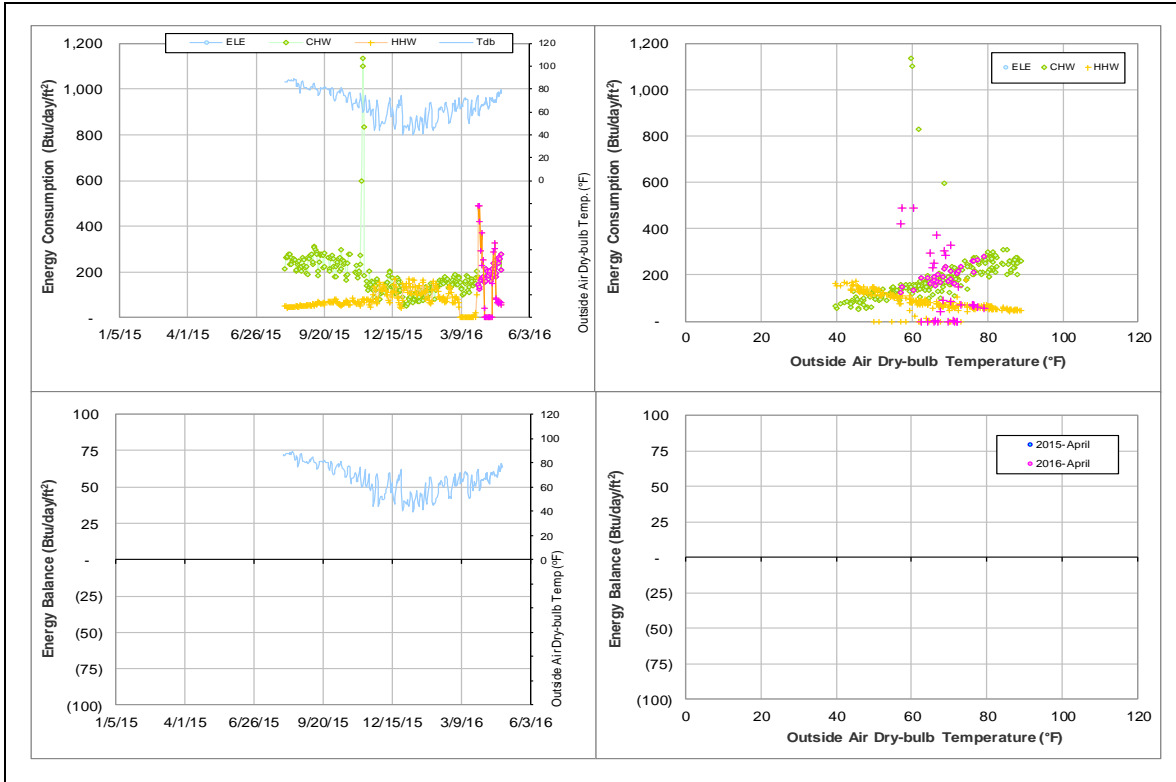 ELE CHW HHW Tdb
1,200
1,000
800
600
400
200
-
120
100
80
60
40
20
0
Energy Consumption (Btu/day/ft²)
Outside Air Dry-bulb Temp. (°F)
1/5/15 4/1/15 6/26/15 9/20/15 12/15/15 3/9/16 6/3/16
ELE CHW HHW
1,200
1,000
800
600
400
200
-
Energy Consumption (Btu/day/ft²)
0 20 40 60 80 100 120
Outside Air Dry-bulb Temperature (°F)
100
75
50
25
-
(25)
(50)
(75)
(100)
120
100
80
60
40
20
0
Energy Balance (Btu/day/ft²)
Outside Air Dry-bulb Temp (°F)
1/5/15 4/1/15 6/26/15 9/20/15 12/15/15 3/9/16 6/3/16
2015-April
2016-April
100
75
50
25
-
(25)
(50)
(75)
(100)
Energy Balance (Btu/day/ft²)
0 20 40 60 80 100 120
Outside Air Dry-bulb Temperature (°F)